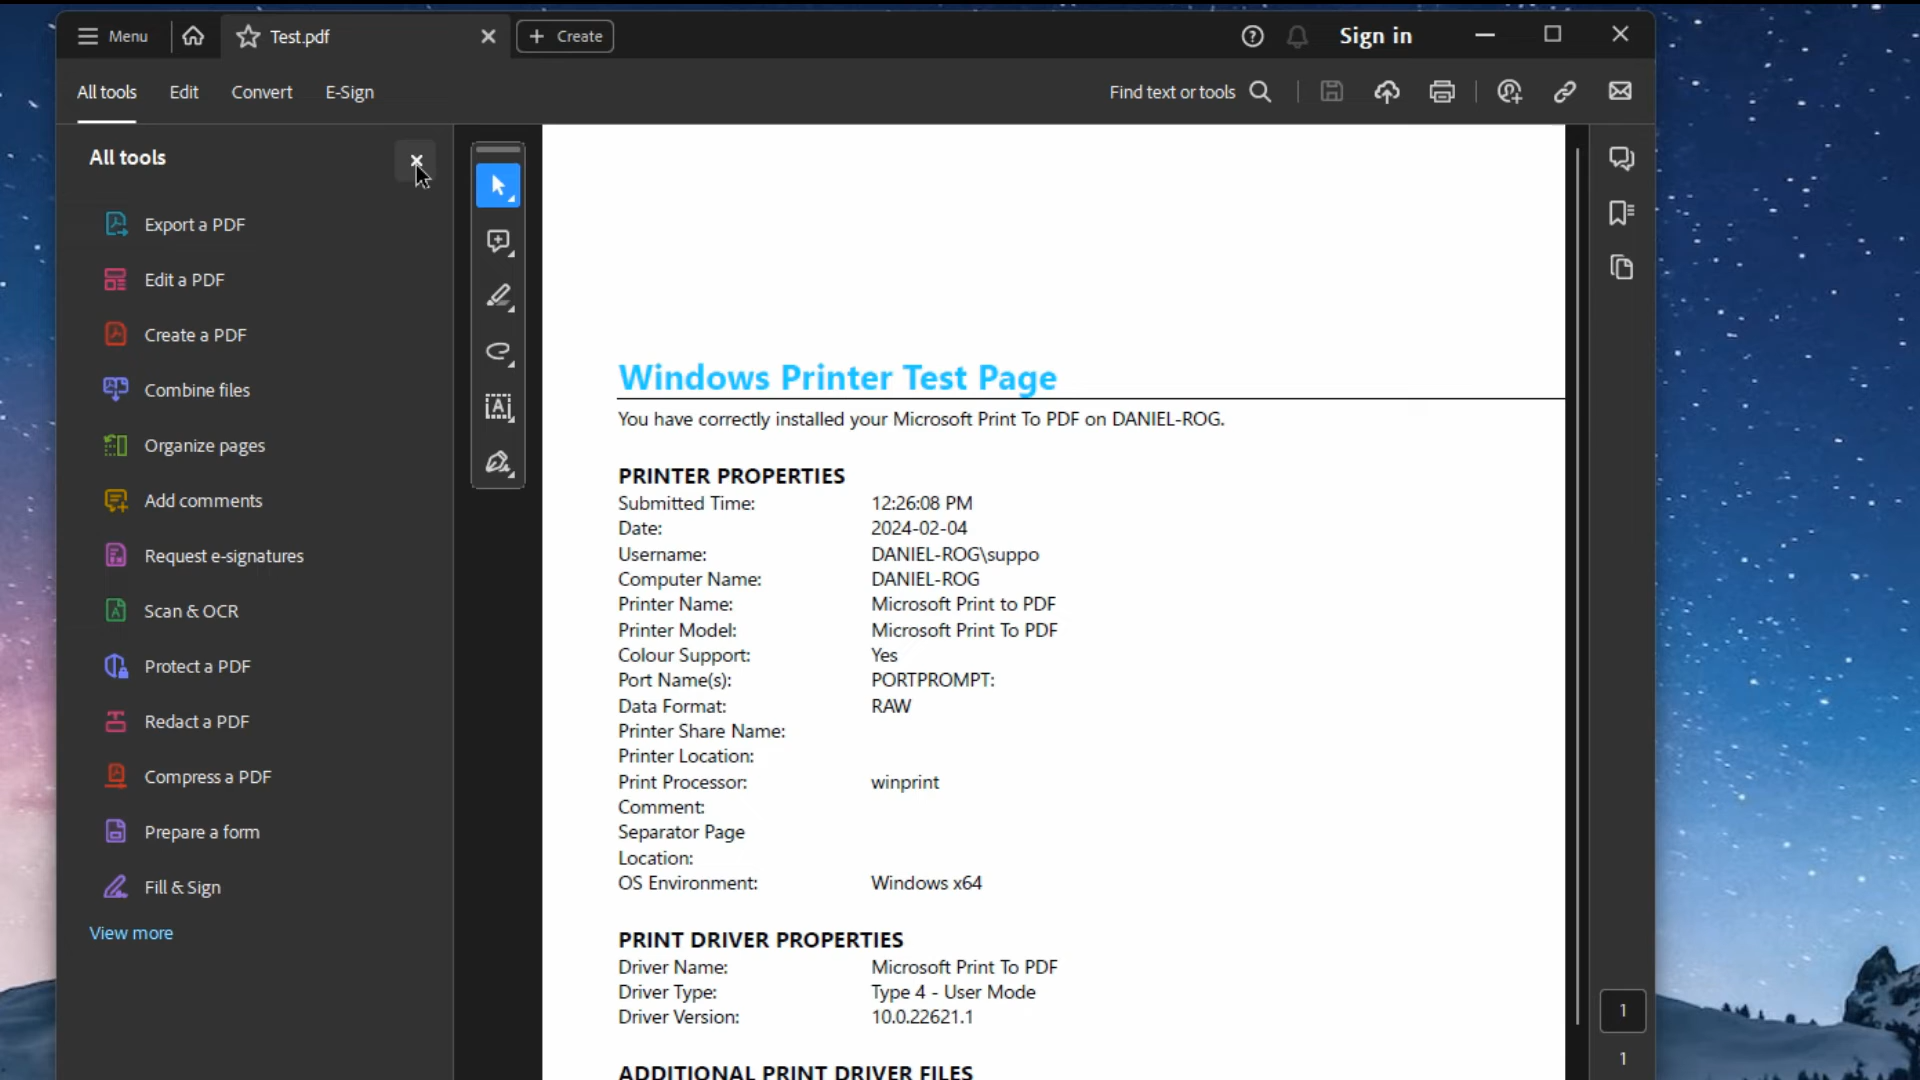 Menu
Test.pdf
Create
Sign in
All tools
Edit
Convert
E-Sign
Find text or tools
All tools
Export a PDF
Edit a PDF
Create a PDF
Combine files
Organize pages
Add comments
Request e-signatures
Scan & OCR
Protect a PDF
Redact a PDF
Compress a PDF
Prepare a form
Fill & Sign
View more
Windows Printer Test Page
You have correctly installed your Microsoft Print To PDF on DANIEL-ROG.
PRINTER PROPERTIES
Submitted Time: 12:26:08 PM
Date: 2024-02-04
Username: DANIEL-ROG\suppo
Computer Name: DANIEL-ROG
Printer Name: Microsoft Print to PDF
Printer Model: Microsoft Print To PDF
Colour Support: Yes
Port Name(s): PORTPROMPT:
Data Format: RAW
Printer Share Name:
Printer Location:
Print Processor: winprint
Comment:
Separator Page
Location:
OS Environment: Windows x64
PRINT DRIVER PROPERTIES
Driver Name: Microsoft Print To PDF
Driver Type: Type 4 - User Mode
Driver Version: 10.0.22621.1
ADDITIONAL PRINT DRIVER FILES
1
1